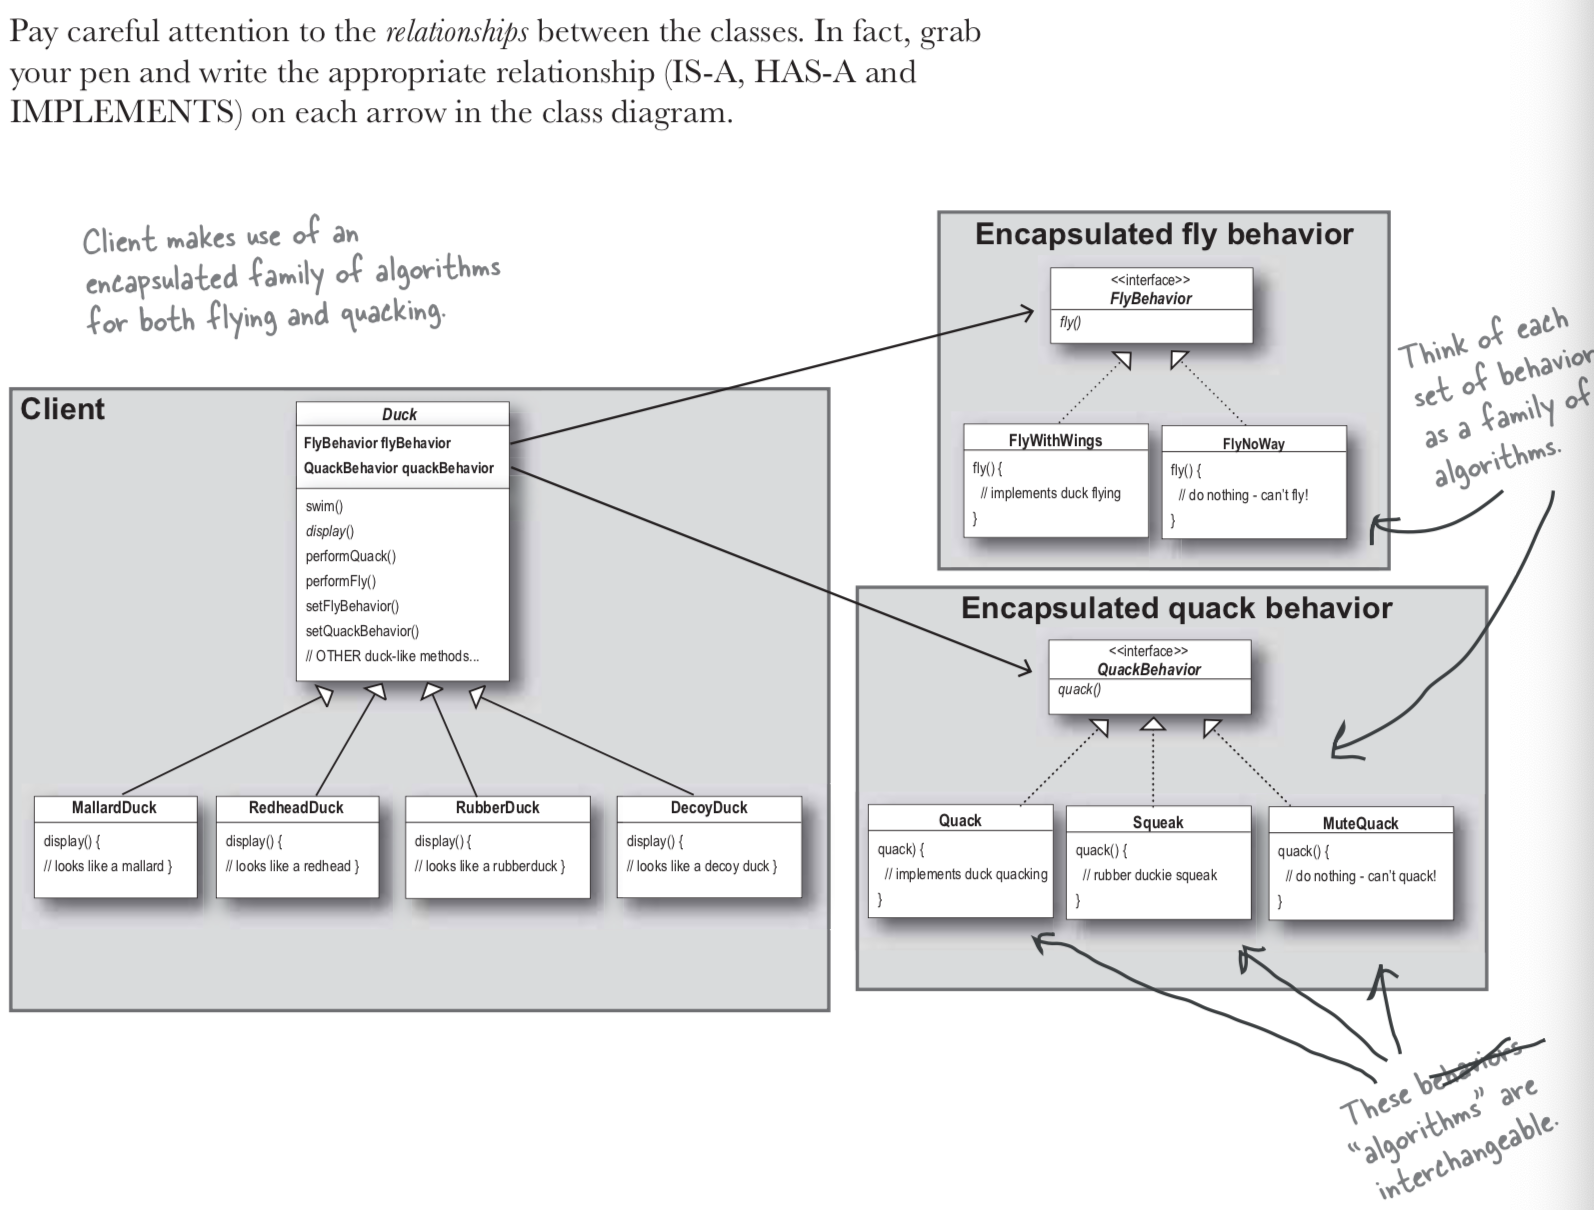 Pay careful attention to the relationships between the classes. In fact, grab
your pen and write the appropriate relationship (IS-A, HAS-A and
IMPLEMENTS) on each arrow in the class diagram.
Client makes use of an
encapsulated family of algorithms
for both flying and quacking.
Encapsulated fly behavior
<<interface>>
FlyBehavior
fly()
FlyWithWings
fly() {
// implements duck flying
}
FlyNoWay
fly() {
// do nothing - can't fly!
}
Think of each
set of behavior
as a family of
algorithms.
Client
Duck
FlyBehavior flyBehavior
QuackBehavior quackBehavior
swim()
display()
performQuack()
performFly()
setFlyBehavior()
setQuackBehavior()
// OTHER duck-like methods...
MallardDuck
display() {
// looks like a mallard }
RedheadDuck
display() {
// looks like a redhead }
RubberDuck
display() {
// looks like a rubberduck }
DecoyDuck
display() {
// looks like a decoy duck }
Encapsulated quack behavior
<<interface>>
QuackBehavior
quack()
Quack
quack) {
// implements duck quacking
}
Squeak
quack() {
// rubber duckie squeak
}
MuteQuack
quack() {
// do nothing - can't quack!
}
These behaviors
“algorithms” are
interchangeable.